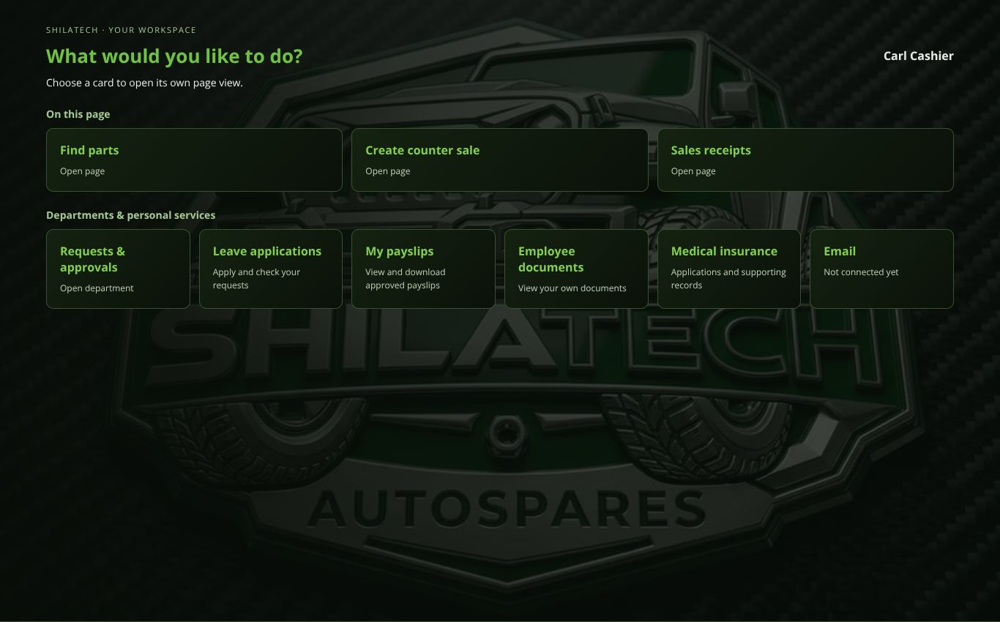 SHILATECH · YOUR WORKSPACE
What would you like to do?
Carl Cashier
Choose a card to open its own page view.
On this page
Find parts
Open page
Create counter sale
Open page
Sales receipts
Open page
Departments & personal services
Requests &
approvals
Open department
Leave applications
Apply and check your
requests
My payslips
View and download
approved payslips
Employee
documents
View your own documents
Medical insurance
Applications and supporting
records
Email
Not connected yet
SHILATECH
AUTOSPARES